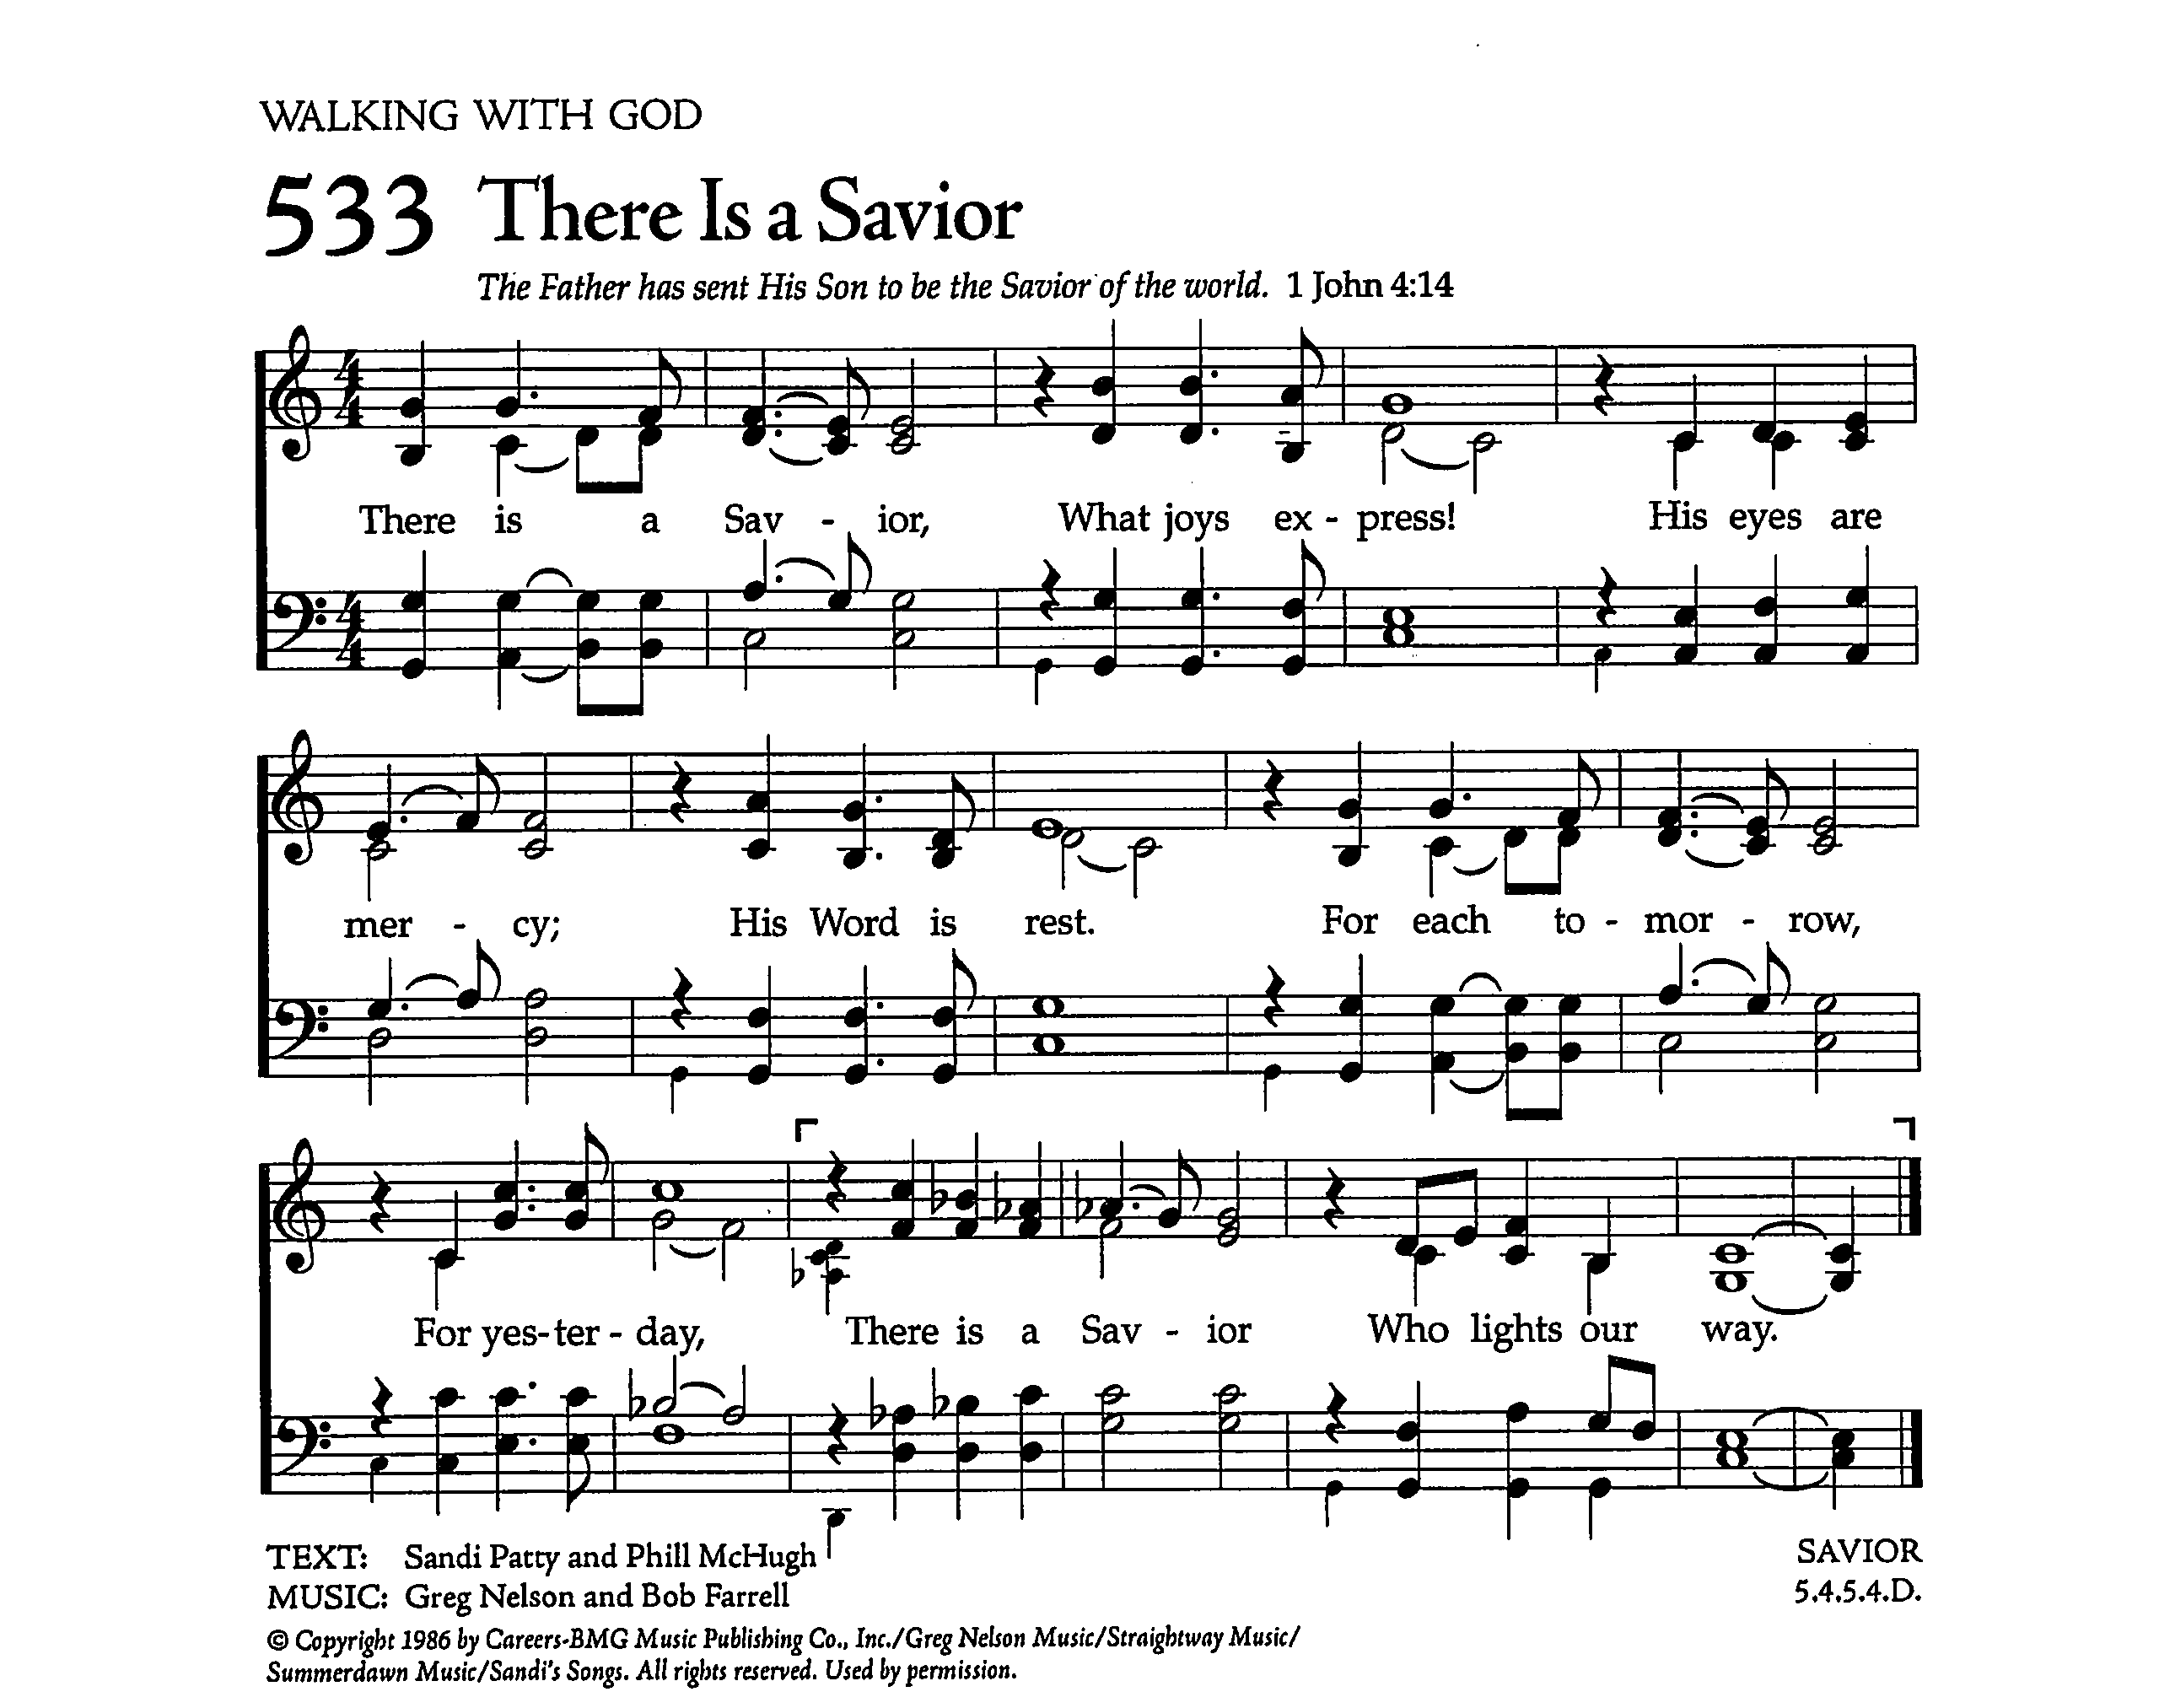 WALKING WITH GOD
533 There Is a Savior
The Father has sent His Son to be the Savior of the world. 1 John 4:14
There is a Sav - ior, What joys ex - press! His eyes are
mer - cy; His Word is rest. For each to - mor - row,
For yes - ter - day, There is a Sav - ior Who lights our way.
TEXT: Sandi Patty and Phill McHugh
SAVIOR
MUSIC: Greg Nelson and Bob Farrell
5.4.5.4.D.
© Copyright 1986 by Careers-BMG Music Publishing Co., Inc./Greg Nelson Music/Straightway Music/
Summerdawn Music/Sandi's Songs. All rights reserved. Used by permission.